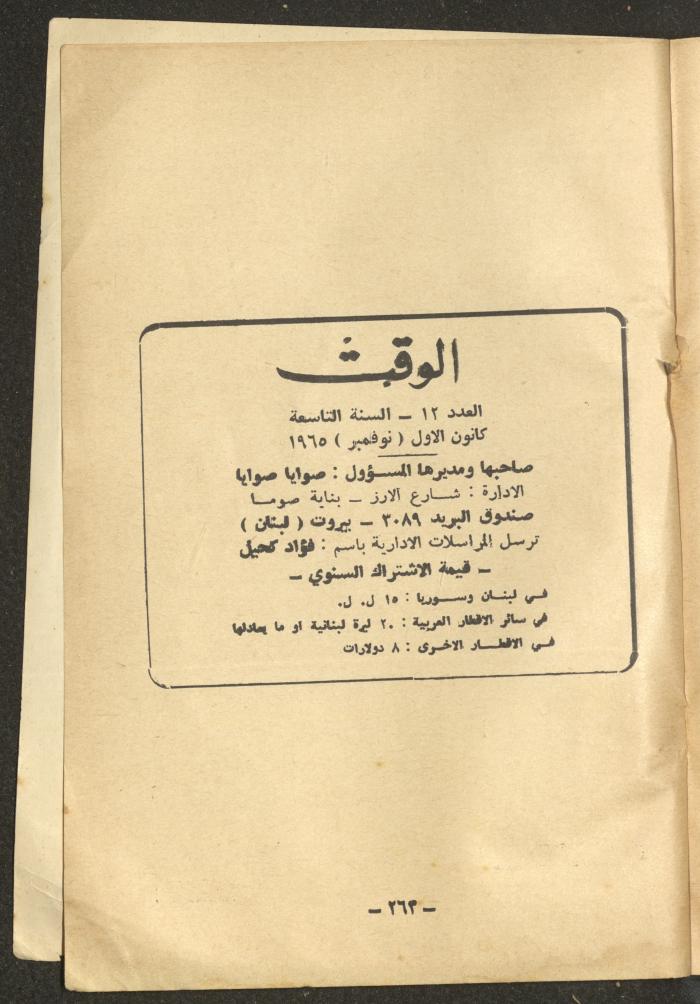 الوقت
العدد ١٢ – السنة التاسعة
كانون الاول ( نوفمبر ) ١٩٦٥
صاحبها ومديرها المسؤول : صوايا صوايا
الادارة : شارع الارز – بناية صوما
صندوق البريد ٣٠٨٩ – بيروت ( لبنان )
ترسل المراسلات الادارية باسم : فؤاد كحيل
– قيمة الاشتراك السنوي –
في لبنان وسوريا : ١٥ ل. ل.
في سائر الاقطار العربية : ٢٠ ليرة لبنانية او ما يعادلها
في الاقطار الاخرى : ٨ دولارات
– ٢٦٣ –